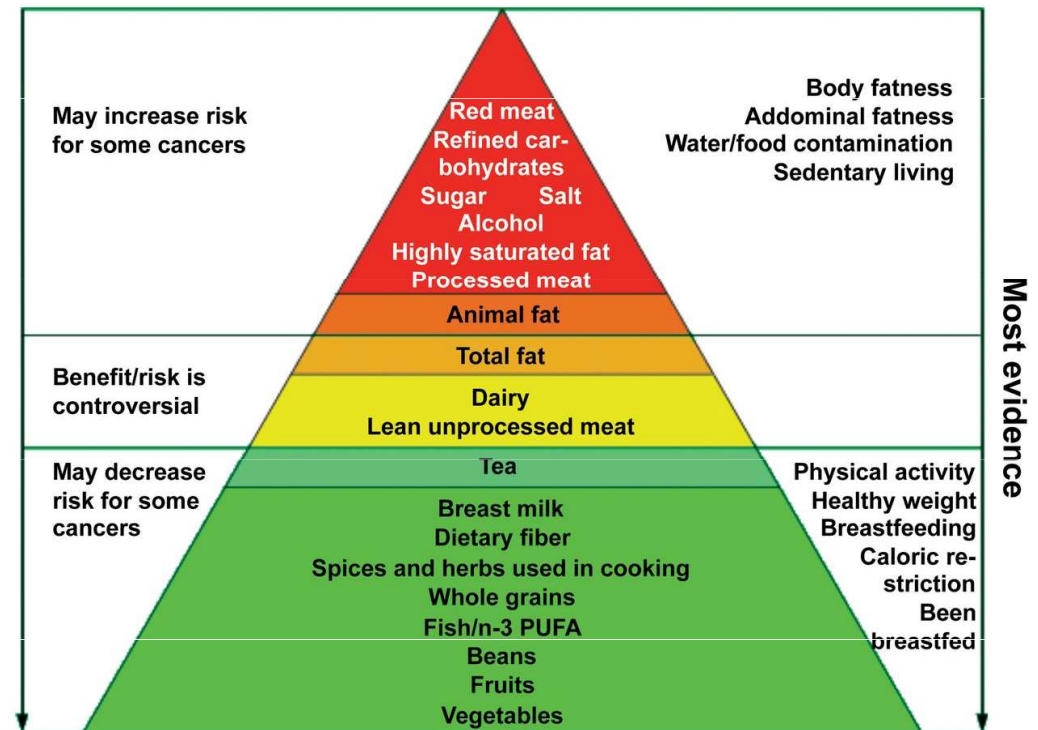 May increase risk
for some cancers
Red meat
Refined car-
bohydrates
Sugar Salt
Alcohol
Highly saturated fat
Processed meat
Animal fat
Body fatness
Addominal fatness
Water/food contamination
Sedentary living
Most evidence
Benefit/risk is
controversial
Total fat
Dairy
Lean unprocessed meat
May decrease
risk for some
cancers
Tea
Breast milk
Dietary fiber
Spices and herbs used in cooking
Whole grains
Fish/n-3 PUFA
Beans
Fruits
Vegetables
Physical activity
Healthy weight
Breastfeeding
Caloric re-
striction
Been
breastfed